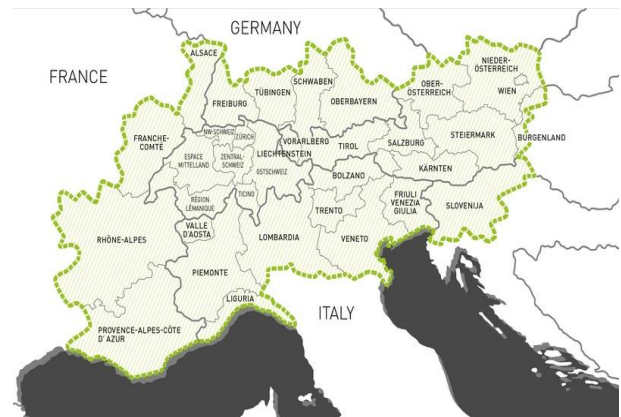 GERMANY
ALSACE
NIEDER-
ÖSTERREICH
FRANCE
SCHWABEN
OBER-
ÖSTERREICH
TÜBINGEN
WIEN
FREIBURG
OBERBAYERN
FRANCHE-
COMTÉ
NW-SCHWEIZ
ZÜRICH
VORARLBERG
TIROL
SALZBURG
STEIERMARK
BURGENLAND
ESPACE
MITTELLAND
ZENTRAL-
SCHWEIZ
LIECHTENSTEIN
OSTSCHWEIZ
BOLZANO
KÄRNTEN
RÉGION
LÉMANIQUE
TICINO
TRENTO
FRIULI
VENEZIA
GIULIA
SLOVENIJA
RHÔNE-ALPES
VALLE
D'AOSTA
LOMBARDIA
VENETO
PIEMONTE
LIGURIA
ITALY
PROVENCE-ALPES-CÔTE
D' AZUR